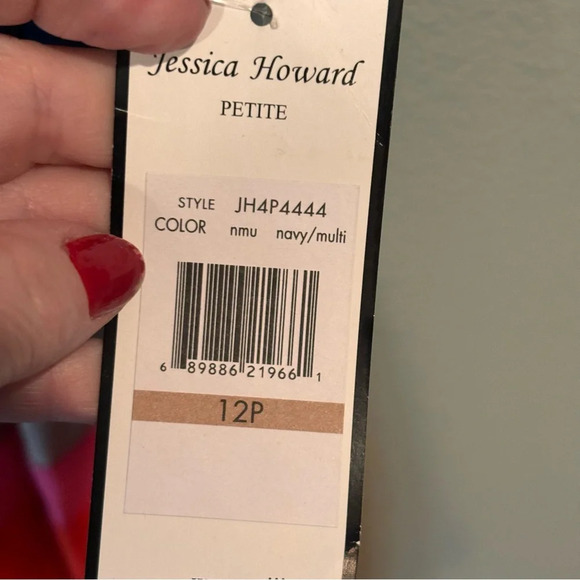 Jessica Howard
PETITE
STYLE JH4P4444
COLOR nmu navy/multi
6 89886 21966 1
12P